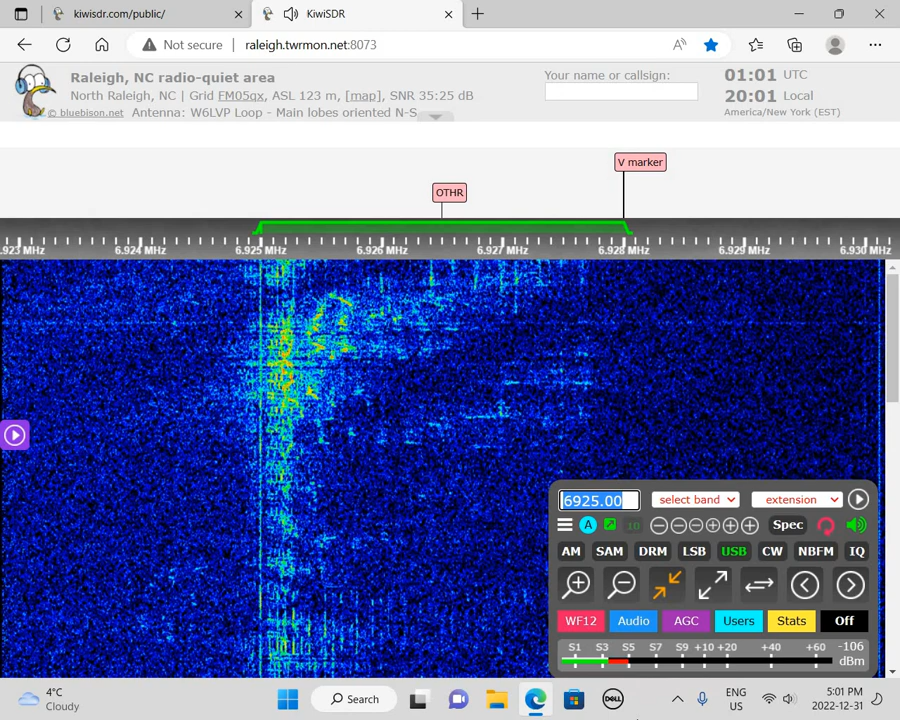 kiwisdr.com/public/
KiwiSDR
Not secure
raleigh.twrmon.net:8073
Raleigh, NC radio-quiet area
North Raleigh, NC | Grid FM05qx, ASL 123 m, [map], SNR 35:25 dB
© bluebison.net Antenna: W6LVP Loop - Main lobes oriented N-S
Your name or callsign:
01:01 UTC
20:01 Local
America/New York (EST)
V marker
OTHR
.923 MHz 6.924 MHz 6.925 MHz 6.926 MHz 6.927 MHz 6.928 MHz 6.929 MHz 6.930 MHz
6925.00 select band extension
A 10 Spec
AM SAM DRM LSB USB CW NBFM IQ
WF12 Audio AGC Users Stats Off
S1 S3 S5 S7 S9 +10 +20 +40 +60 -106
dBm
4°C
Cloudy
Search
DELL
ENG
US
5:01 PM
2022-12-31